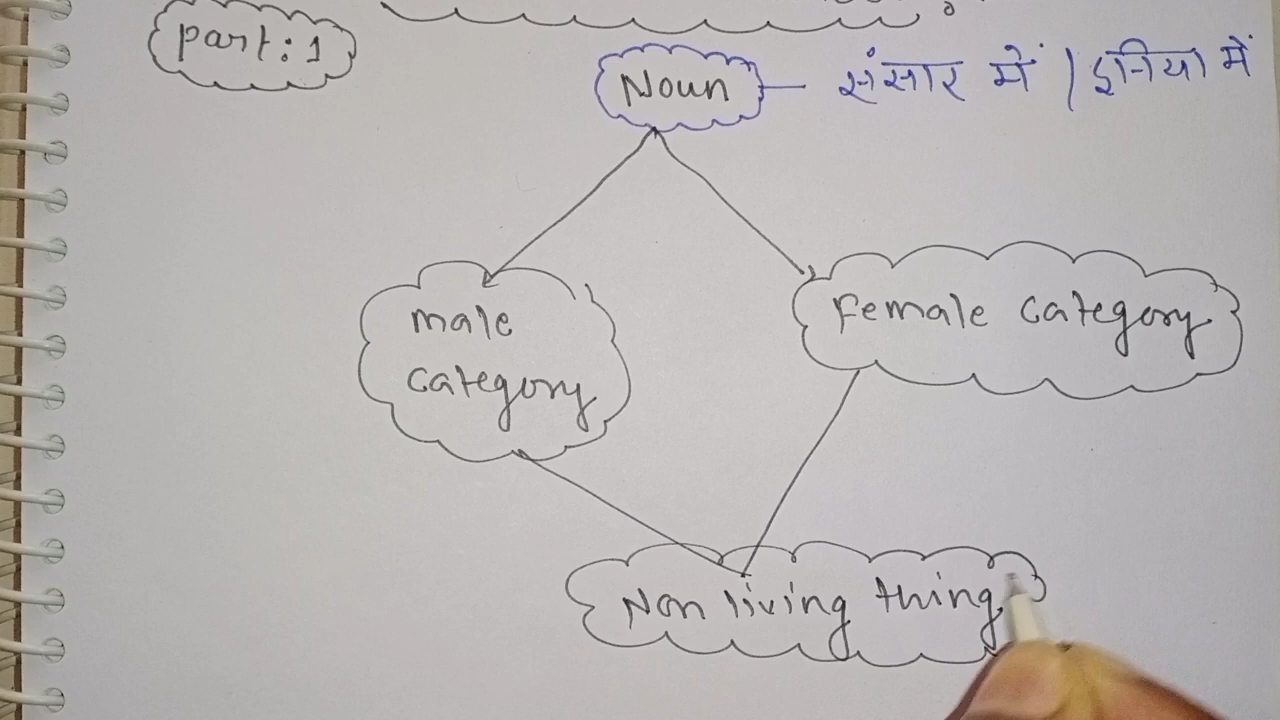 part:1
Noun — संसार में / दुनिया में
male
category
Female category
Non living thing